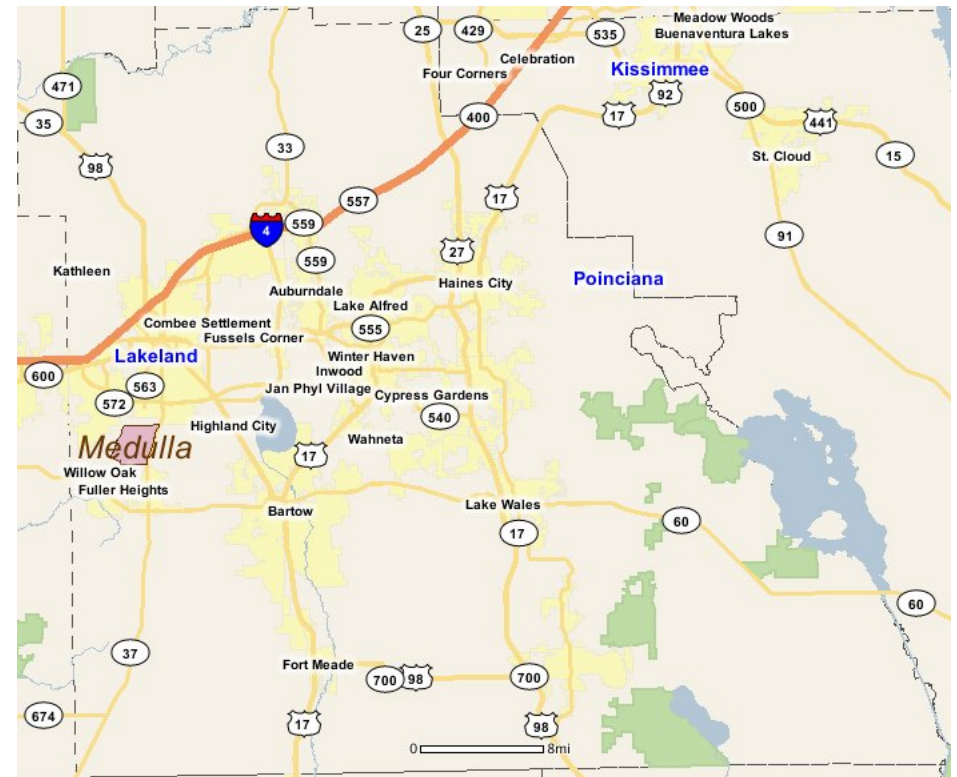 Meadow Woods
25
429
535
Buenaventura Lakes
Celebration
Four Corners
Kissimmee
471
92
35
400
17
500
441
33
98
St. Cloud
15
557
17
559
4
91
559
27
Kathleen
Poinciana
Auburndale
Haines City
Lake Alfred
Combee Settlement
555
Fussels Corner
Lakeland
Winter Haven
Inwood
600
563
Jan Phyl Village
572
Cypress Gardens
540
Highland City
Medulla
Wahneta
17
Willow Oak
Fuller Heights
Bartow
Lake Wales
60
17
60
37
Fort Meade
700
98
700
674
17
98
0
8mi